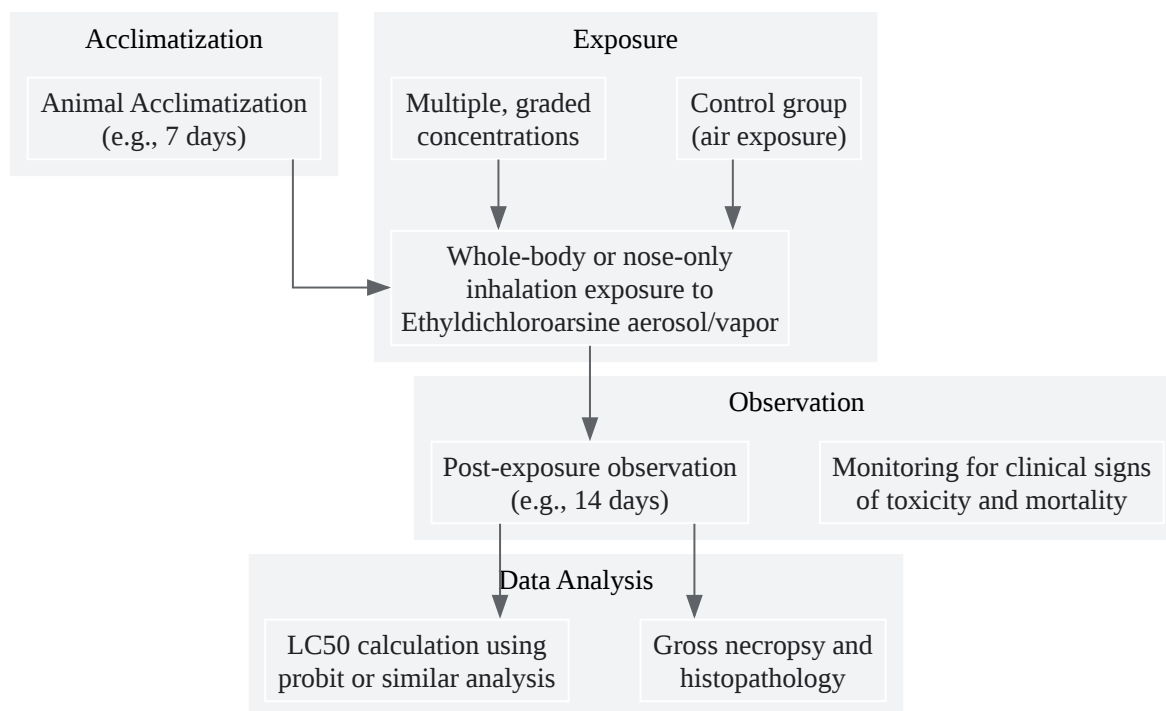 Acclimatization
Animal Acclimatization
(e.g., 7 days)
Exposure
Multiple, graded
concentrations
Control group
(air exposure)
Whole-body or nose-only
inhalation exposure to
Ethyldichloroarsine aerosol/vapor
Observation
Post-exposure observation
(e.g., 14 days)
Monitoring for clinical signs
of toxicity and mortality
Data Analysis
LC50 calculation using
probit or similar analysis
Gross necropsy and
histopathology